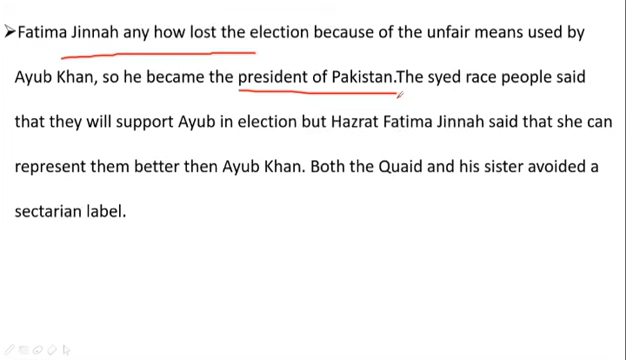 ➢Fatima Jinnah any how lost the election because of the unfair means used by
Ayub Khan, so he became the president of Pakistan.The syed race people said
that they will support Ayub in election but Hazrat Fatima Jinnah said that she can
represent them better then Ayub Khan. Both the Quaid and his sister avoided a
sectarian label.